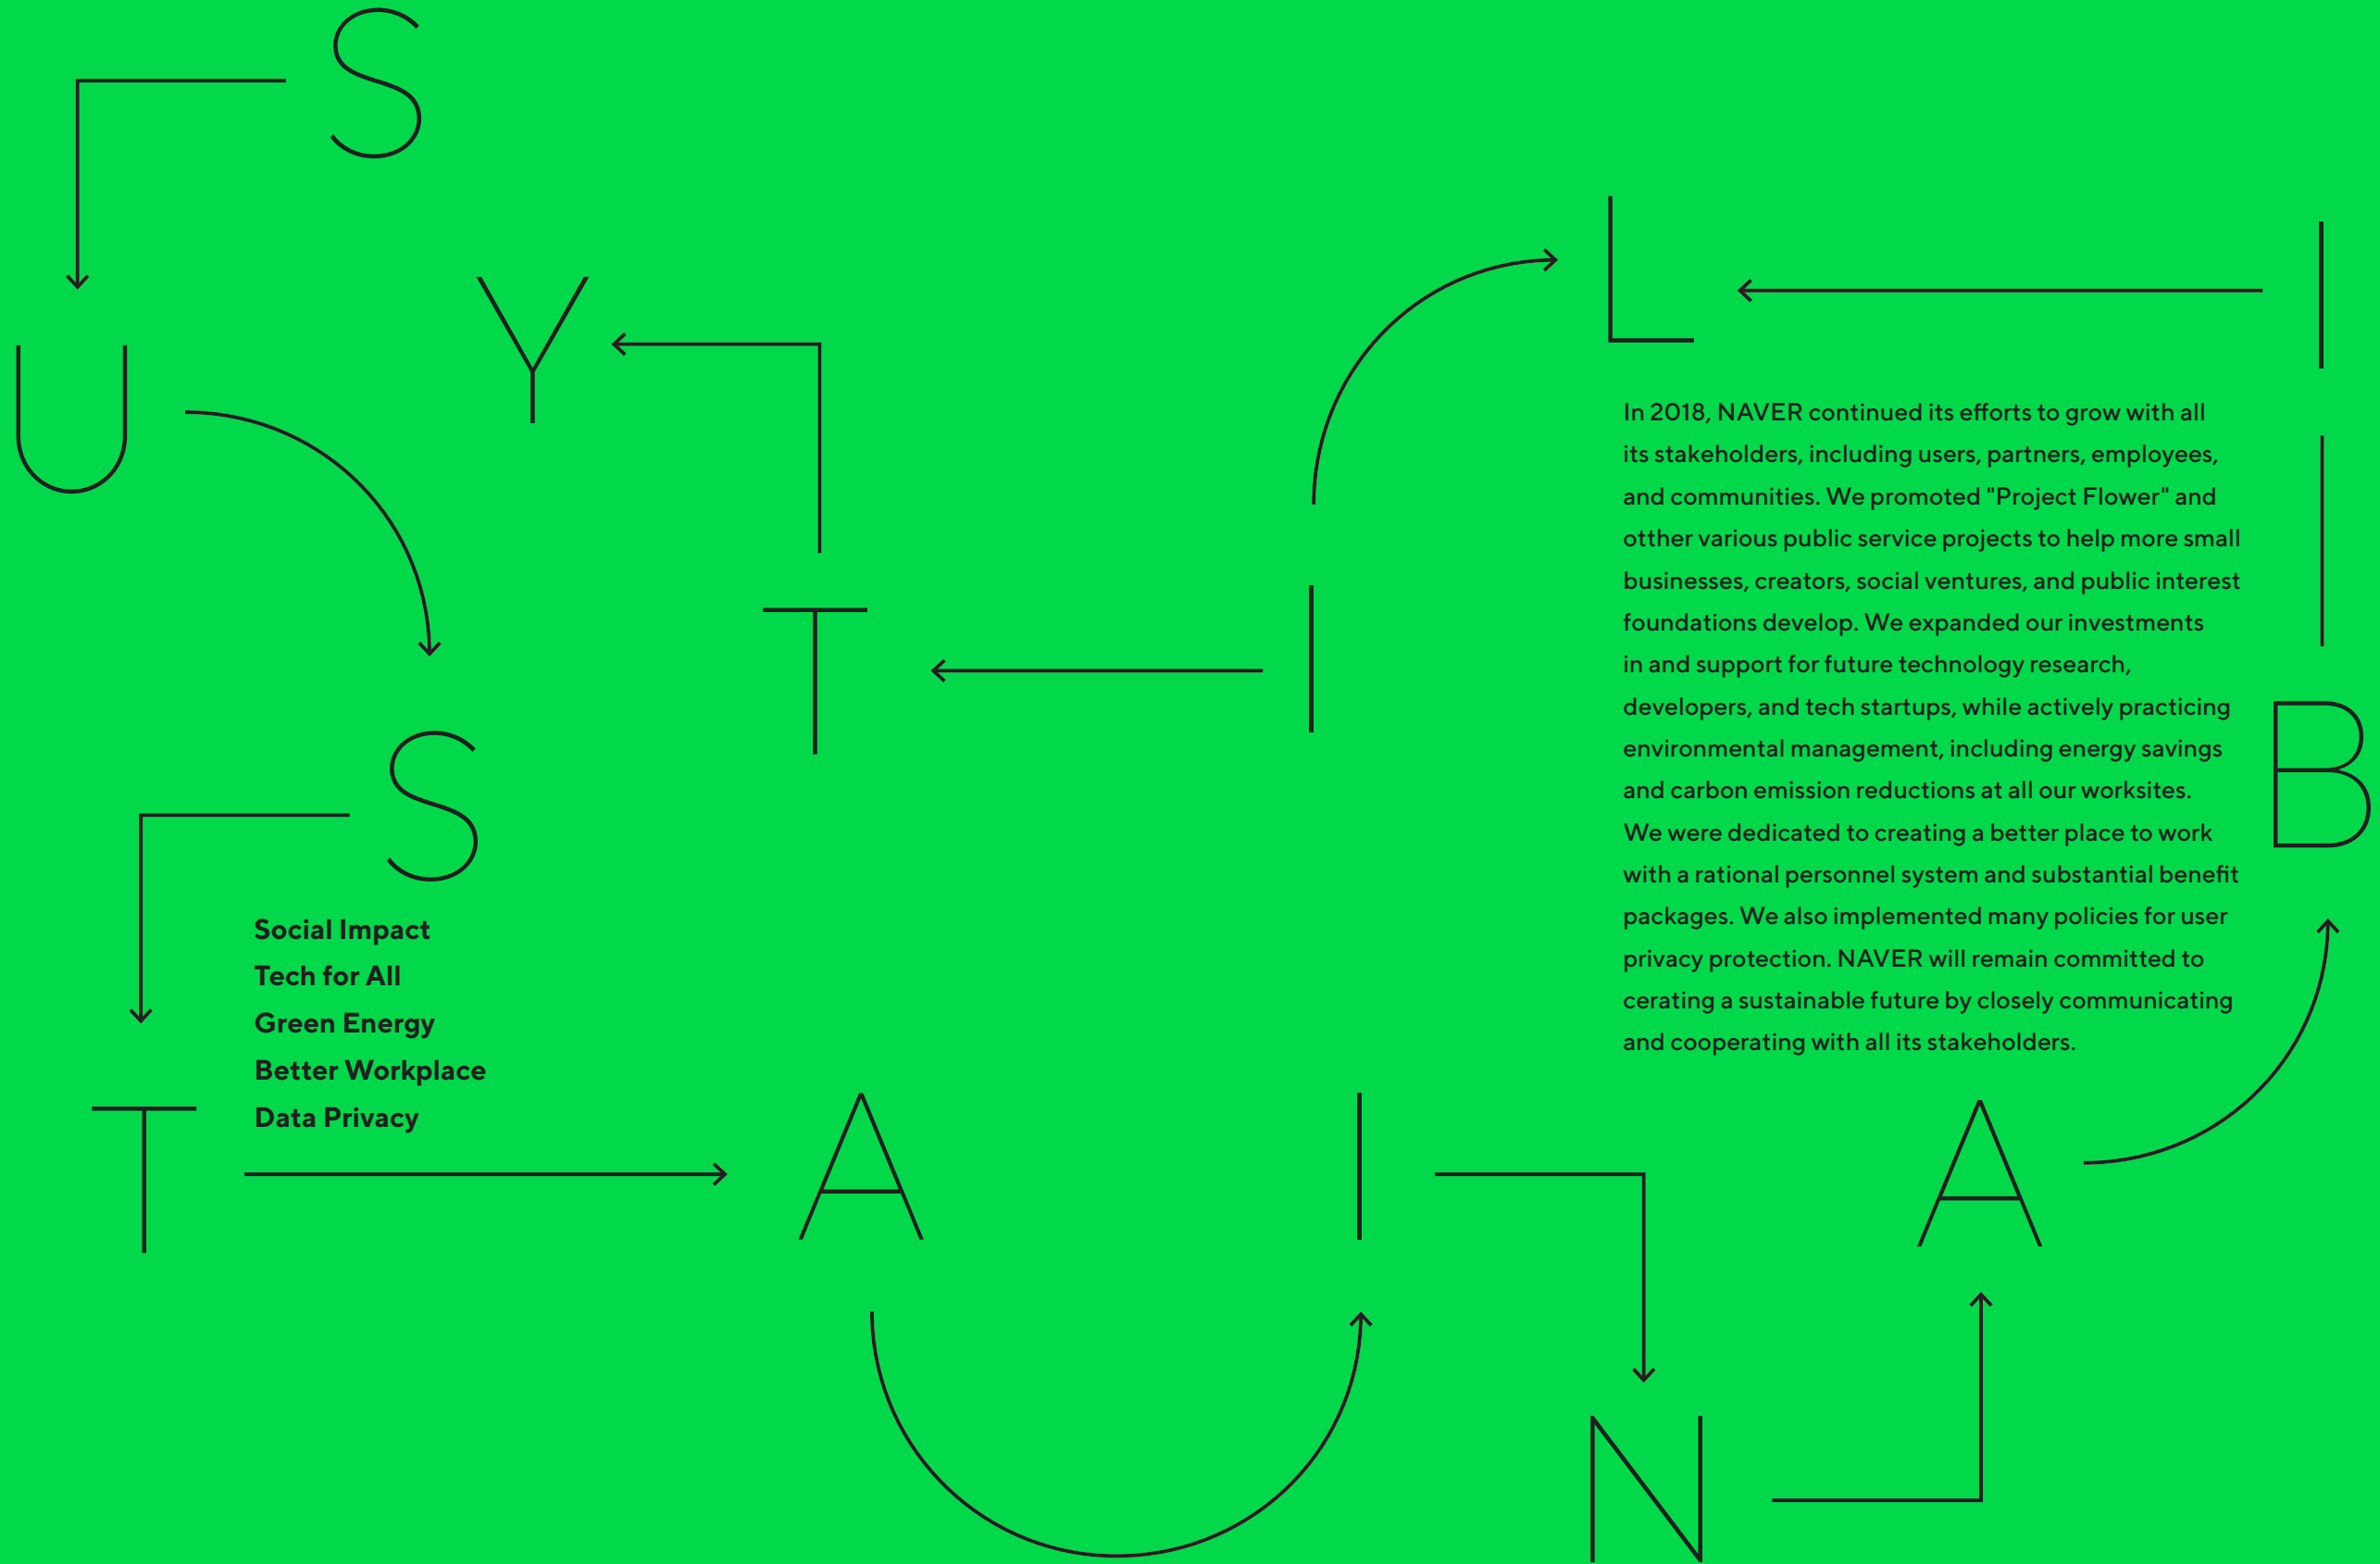 S
U
S
T
A
I
N
A
B
I
L
I
T
Y
In 2018, NAVER continued its efforts to grow with all
its stakeholders, including users, partners, employees,
and communities. We promoted "Project Flower" and
otther various public service projects to help more small
businesses, creators, social ventures, and public interest
foundations develop. We expanded our investments
in and support for future technology research,
developers, and tech startups, while actively practicing
environmental management, including energy savings
and carbon emission reductions at all our worksites.
We were dedicated to creating a better place to work
with a rational personnel system and substantial benefit
packages. We also implemented many policies for user
privacy protection. NAVER will remain committed to
cerating a sustainable future by closely communicating
and cooperating with all its stakeholders.
Social Impact
Tech for All
Green Energy
Better Workplace
Data Privacy